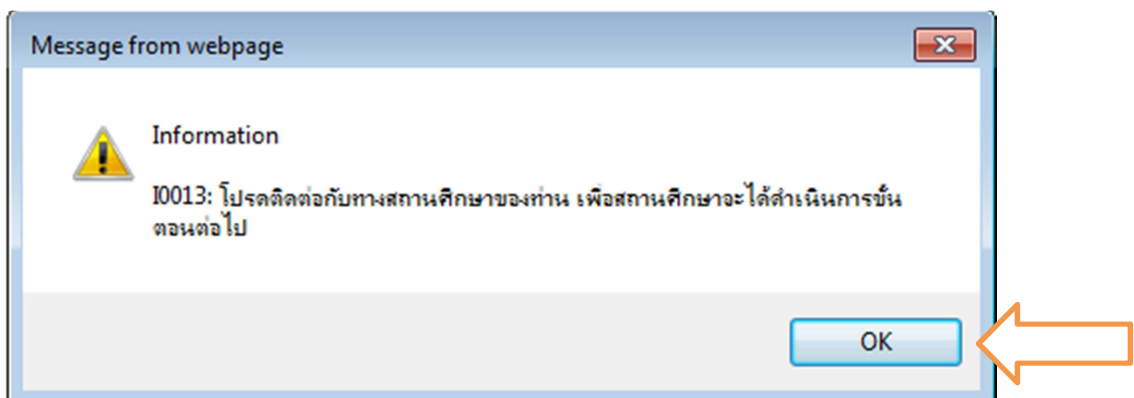 Message from webpage
Information
I0013: โปรดติดต่อกับทางสถานศึกษาของท่าน เพื่อสถานศึกษาจะได้ดำเนินการขั้น
ตอนต่อไป
OK